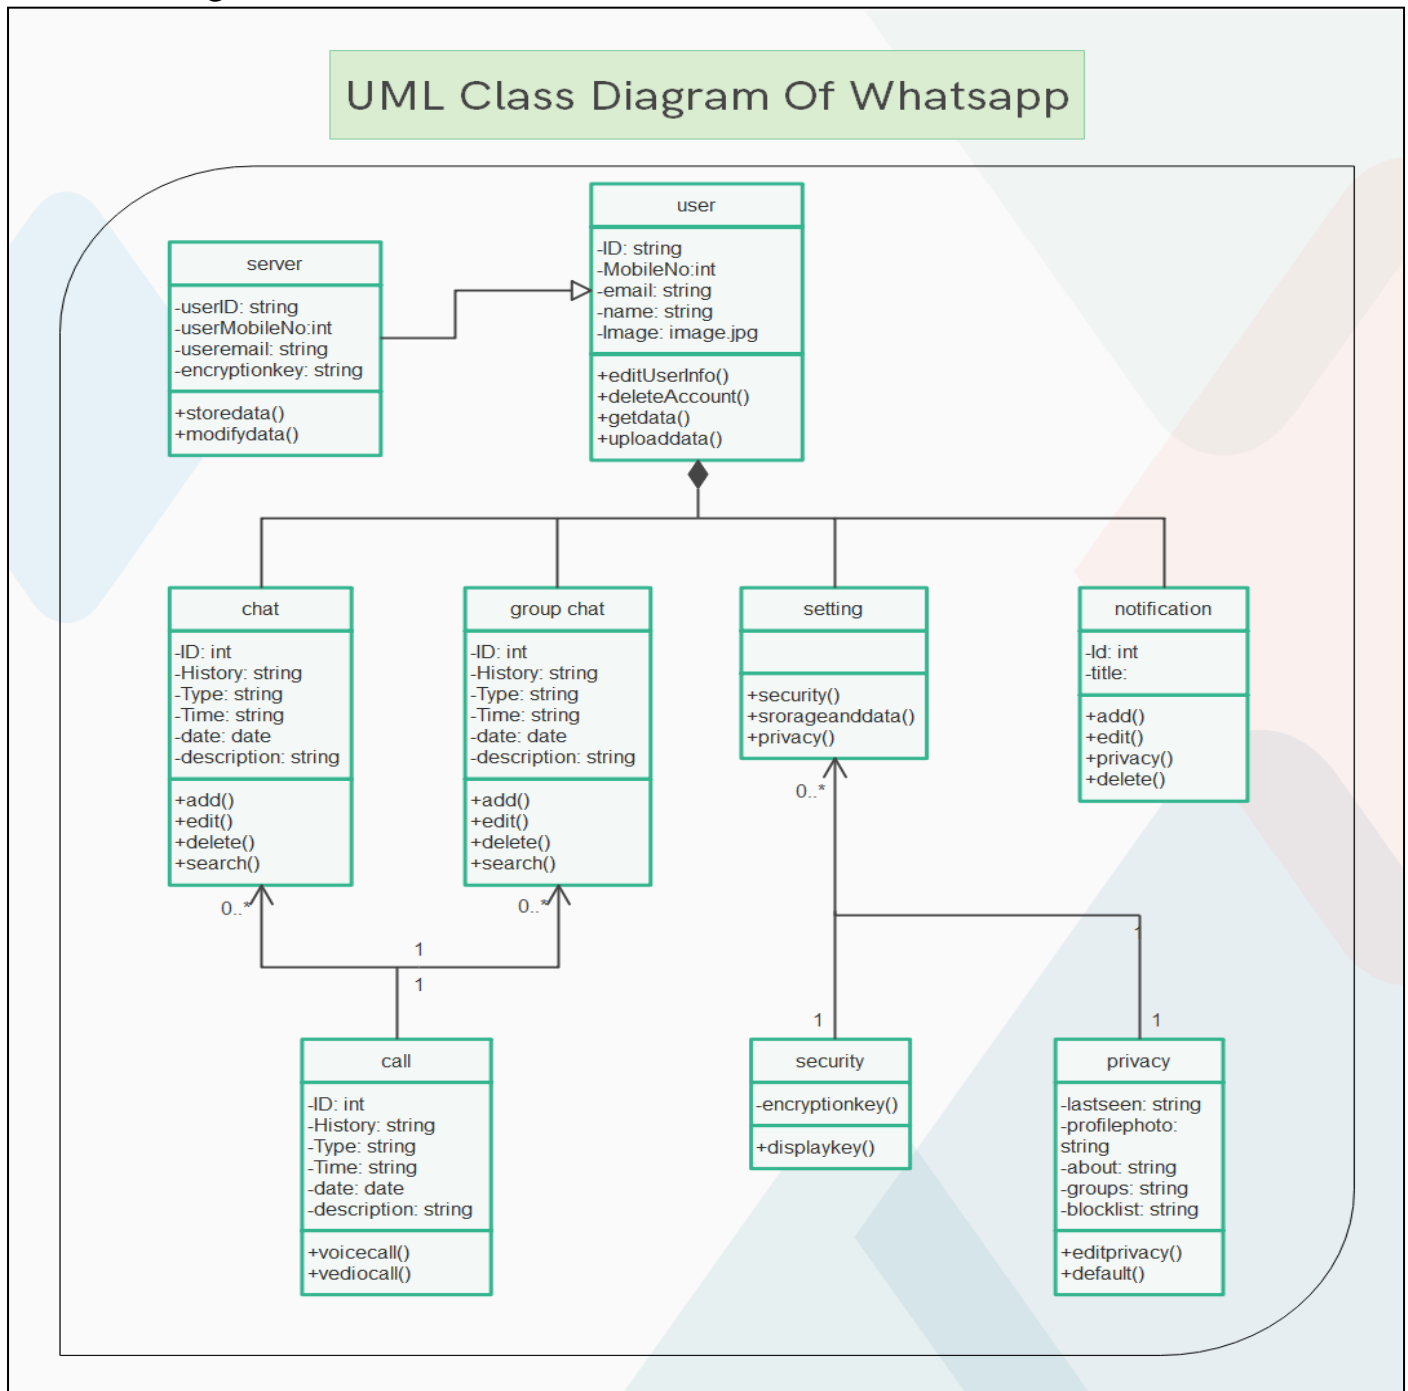 UML Class Diagram Of Whatsapp
user
-ID: string
-MobileNo:int
-email: string
-name: string
-Image: image.jpg
+editUserInfo()
+deleteAccount()
+getdata()
+uploaddata()
server
-userID: string
-userMobileNo:int
-useremail: string
-encryptionkey: string
+storedata()
+modifydata()
chat
-ID: int
-History: string
-Type: string
-Time: string
-date: date
-description: string
+add()
+edit()
+delete()
+search()
group chat
-ID: int
-History: string
-Type: string
-Time: string
-date: date
-description: string
+add()
+edit()
+delete()
+search()
setting
+security()
+srorageanddata()
+privacy()
notification
-Id: int
-title:
+add()
+edit()
+privacy()
+delete()
0..*
0..*
0..*
1
1
1
1
1
call
-ID: int
-History: string
-Type: string
-Time: string
-date: date
-description: string
+voicecall()
+vediocall()
security
-encryptionkey()
+displaykey()
privacy
-lastseen: string
-profilephoto:
string
-about: string
-groups: string
-blocklist: string
+editprivacy()
+default()